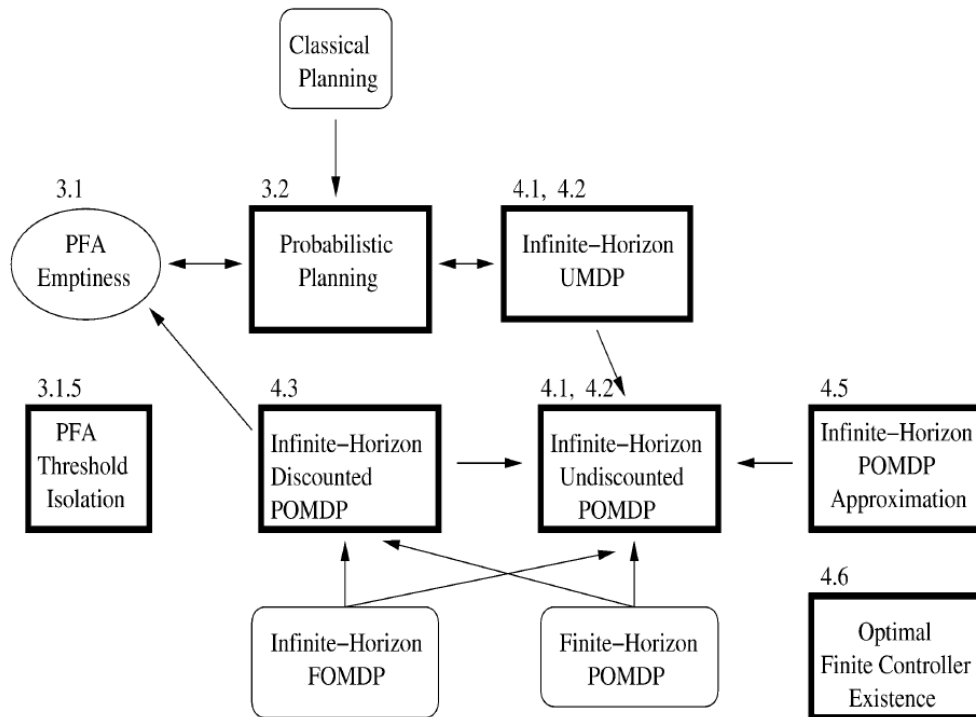 Classical
Planning
3.1
3.2
4.1, 4.2
PFA
Emptiness
Probabilistic
Planning
Infinite−Horizon
UMDP
3.1.5
4.3
4.1, 4.2
4.5
PFA
Threshold
Isolation
Infinite−Horizon
Discounted
POMDP
Infinite−Horizon
Undiscounted
POMDP
Infinite−Horizon
POMDP
Approximation
4.6
Infinite−Horizon
FOMDP
Finite−Horizon
POMDP
Optimal
Finite Controller
Existence